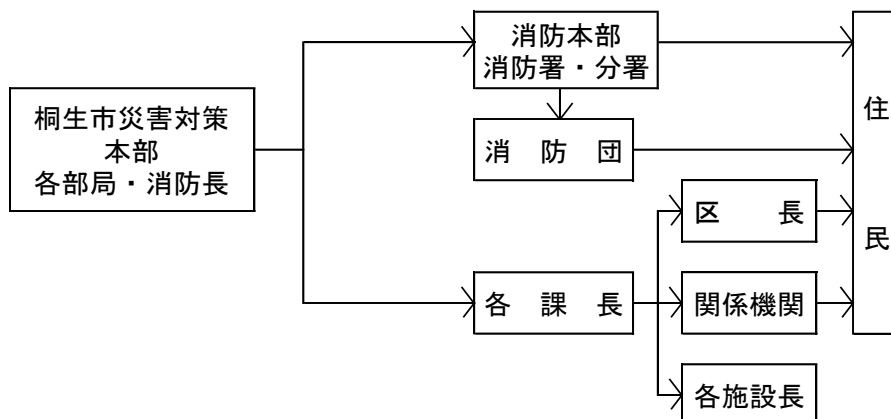 桐生市災害対策
本部
各部局・消防長
消防本部
消防署・分署
消 防 団
各 課 長
区 長
関係機関
各施設長
住
民